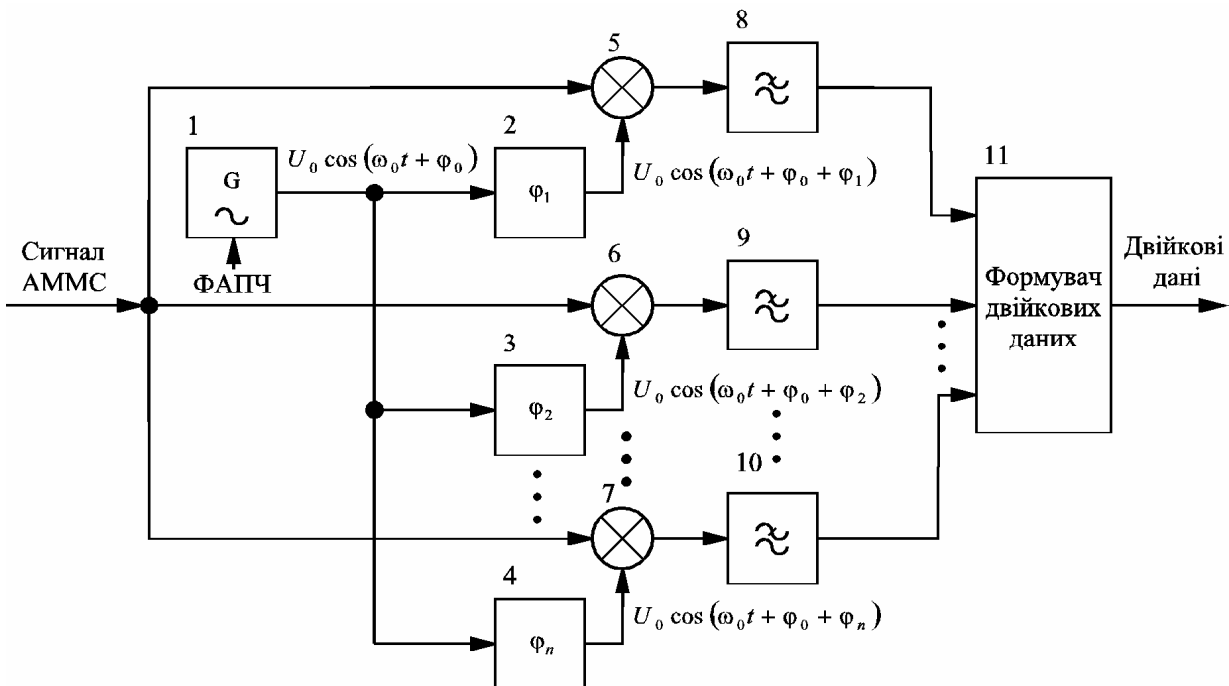 8
5
1
2
U₀ cos(ω₀t + φ₀)
11
G
φ₁
U₀ cos(ω₀t + φ₀ + φ₁)
Сигнал
АММС
ФАПЧ
6
9
Двійкові
дані
Формувач
двійкових
даних
3
φ₂
U₀ cos(ω₀t + φ₀ + φ₂)
7
10
4
φₙ
U₀ cos(ω₀t + φ₀ + φₙ)